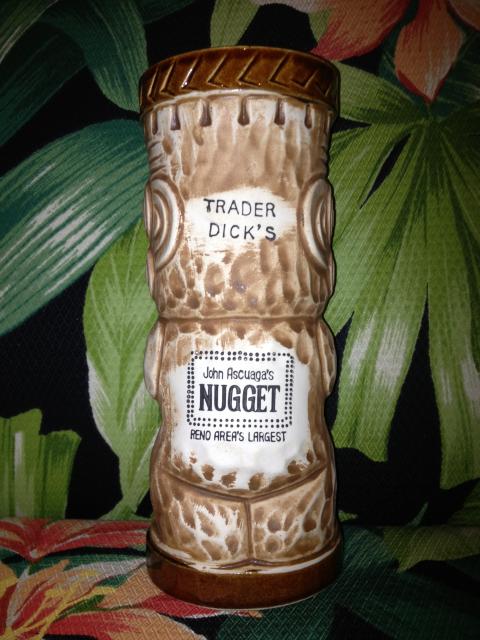 TRADER
DICK'S
John Ascuaga's
NUGGET
RENO AREA'S LARGEST